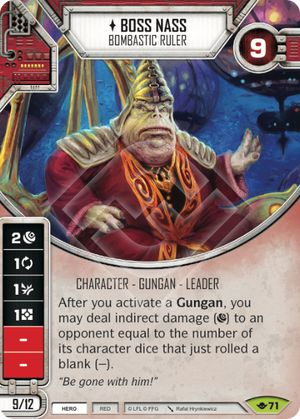 BOSS NASS
BOMBASTIC RULER
9
2
1
1
1
–
–
CHARACTER - GUNGAN - LEADER
After you activate a Gungan, you
may deal indirect damage ( ) to an
opponent equal to the number of
its character dice that just rolled a
blank (–).
"Be gone with him!"
9/12
HERO
RED
© LFL © FFG
Rafał Hrynkiewicz
71